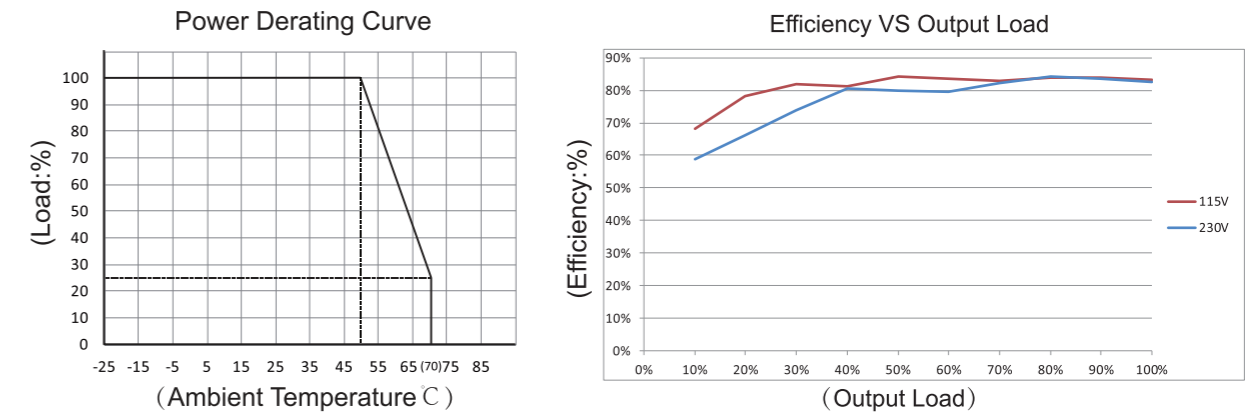 Power Derating Curve
100
90
80
70
60
50
40
30
20
10
0
(Load:%)
-25 -15 -5 5 15 25 35 45 55 65 (70) 75 85
(Ambient Temperature ℃)
Efficiency VS Output Load
90%
80%
70%
60%
50%
40%
30%
20%
10%
0%
(Efficiency:%)
0% 10% 20% 30% 40% 50% 60% 70% 80% 90% 100%
(Output Load)
115V
230V